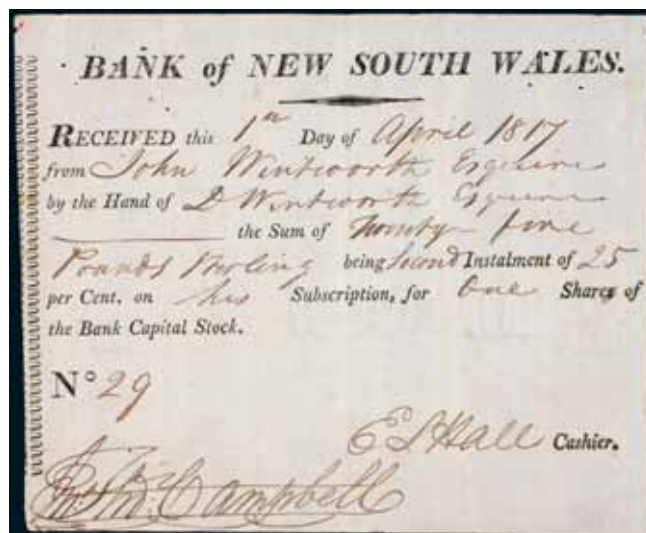 BANK of NEW SOUTH WALES.
RECEIVED this 1st Day of April 1817
from John Wentworth Esquire
by the Hand of D Wentworth Esquire
the Sum of Twenty-five
Pounds Sterling being Second Instalment of 25
per Cent. on his Subscription, for One Shares of
the Bank Capital Stock.
No 29
E S Hall Cashier.
Campbell